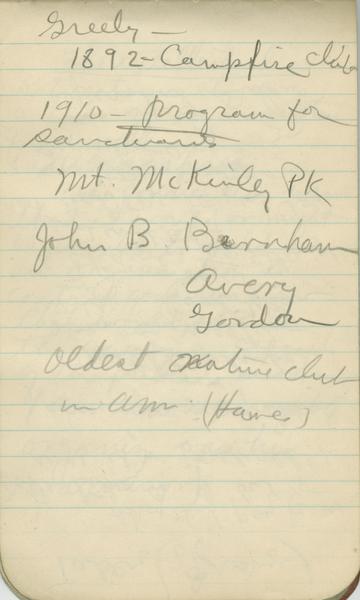 Greely —
1892 - Campfire club
1910 - program for
sanctuaries
Mt. McKinley PK
John B. Burnham
Avery
Gordon
Oldest nature club
in Am. (Hawes)